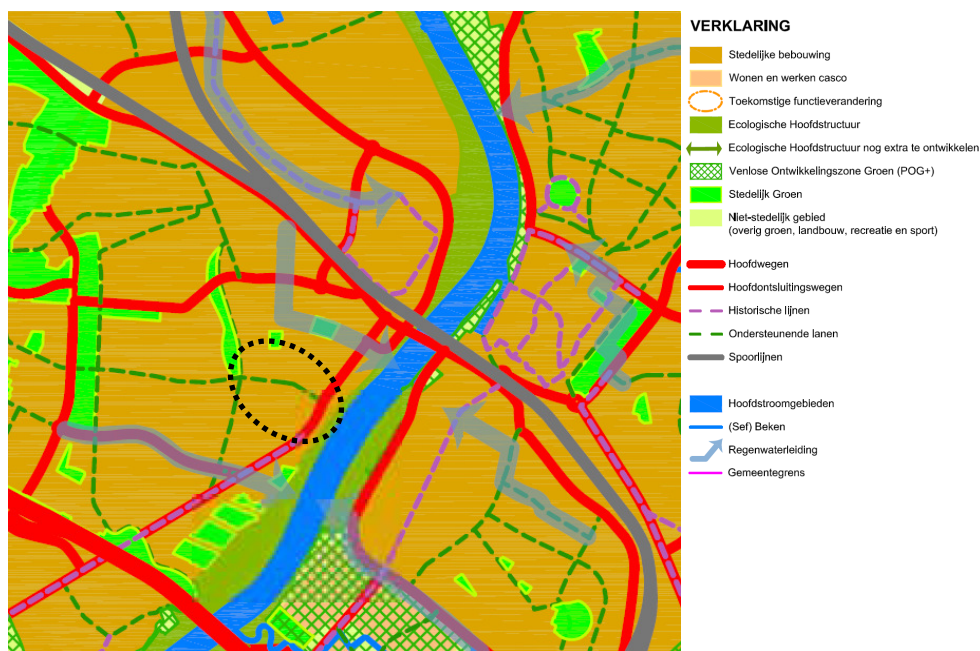 VERKLARING
Stedelijke bebouwing
Wonen en werken casco
Toekomstige functieverandering
Ecologische Hoofdstructuur
Ecologische Hoofdstructuur nog extra te ontwikkelen
Venlose Ontwikkelingszone Groen (POG+)
Stedelijk Groen
Niet-stedelijk gebied
(overig groen, landbouw, recreatie en sport)
Hoofdwegen
Hoofdontsluitingswegen
Historische lijnen
Ondersteunende lanen
Spoorlijnen
Hoofdstroomgebieden
(Sef) Beken
Regenwaterleiding
Gemeentegrens